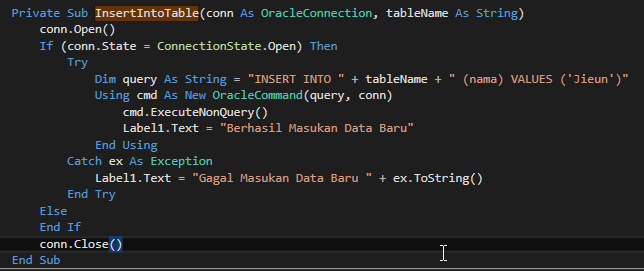 Private Sub InsertIntoTable(conn As OracleConnection, tableName As String)
conn.Open()
If (conn.State = ConnectionState.Open) Then
Try
Dim query As String = "INSERT INTO " + tableName + " (nama) VALUES ('Jieun')"
Using cmd As New OracleCommand(query, conn)
cmd.ExecuteNonQuery()
Label1.Text = "Berhasil Masukan Data Baru"
End Using
Catch ex As Exception
Label1.Text = "Gagal Masukan Data Baru " + ex.ToString()
End Try
Else
End If
conn.Close()
End Sub